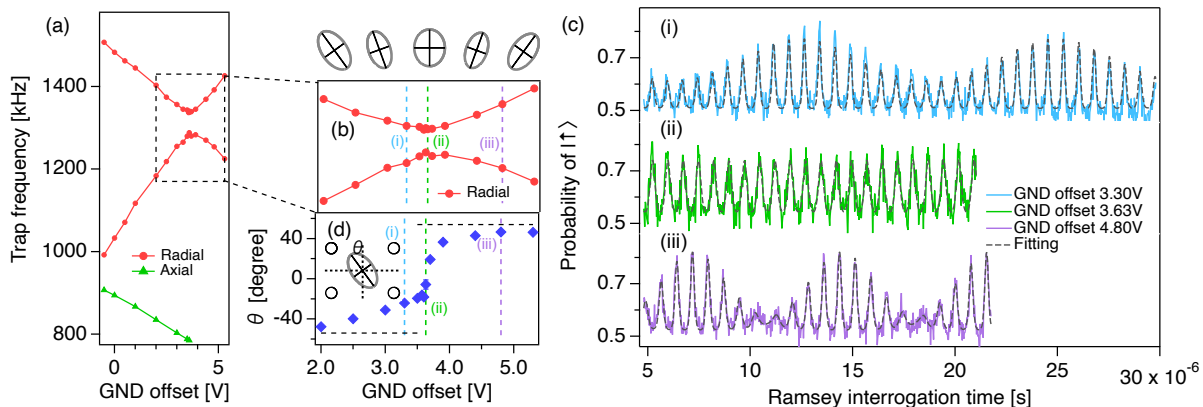 (a)
Trap frequency [kHz]
1400
1200
1000
800
Radial
Axial
0
5
GND offset [V]
(b)
(i)
(ii)
(iii)
Radial
(d)
θ [degree]
40
0
-40
θ
(i)
(ii)
(iii)
2.0
3.0
4.0
5.0
GND offset [V]
(c)
Probability of |↑⟩
(i)
0.7
0.5
(ii)
0.7
0.5
(iii)
0.7
0.5
GND offset 3.30V
GND offset 3.63V
GND offset 4.80V
Fitting
5
10
15
20
25
30 x 10⁻⁶
Ramsey interrogation time [s]